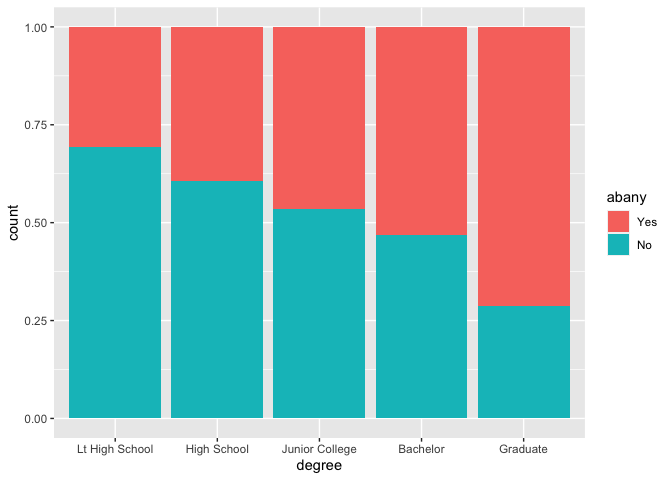 1.00
0.75
0.50
0.25
0.00
count
Lt High School High School Junior College Bachelor Graduate
degree
abany
Yes
No